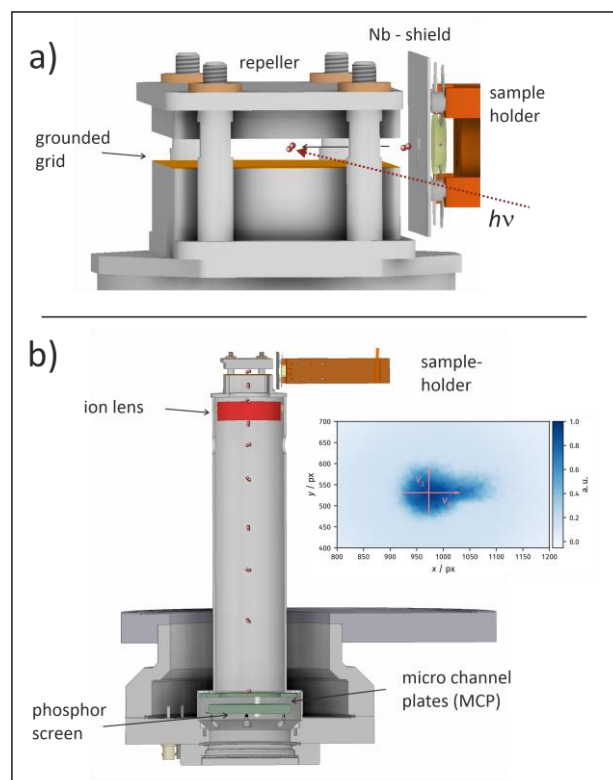 a)
Nb - shield
repeller
sample
holder
grounded
grid
hν
b)
sample-
holder
ion lens
700
650
600
550
500
450
400
y / px
800 850 900 950 1000 1050 1100 1150 1200
x / px
1.0
0.8
0.6
0.4
0.2
0.0
a.u.
micro channel
plates (MCP)
phosphor
screen